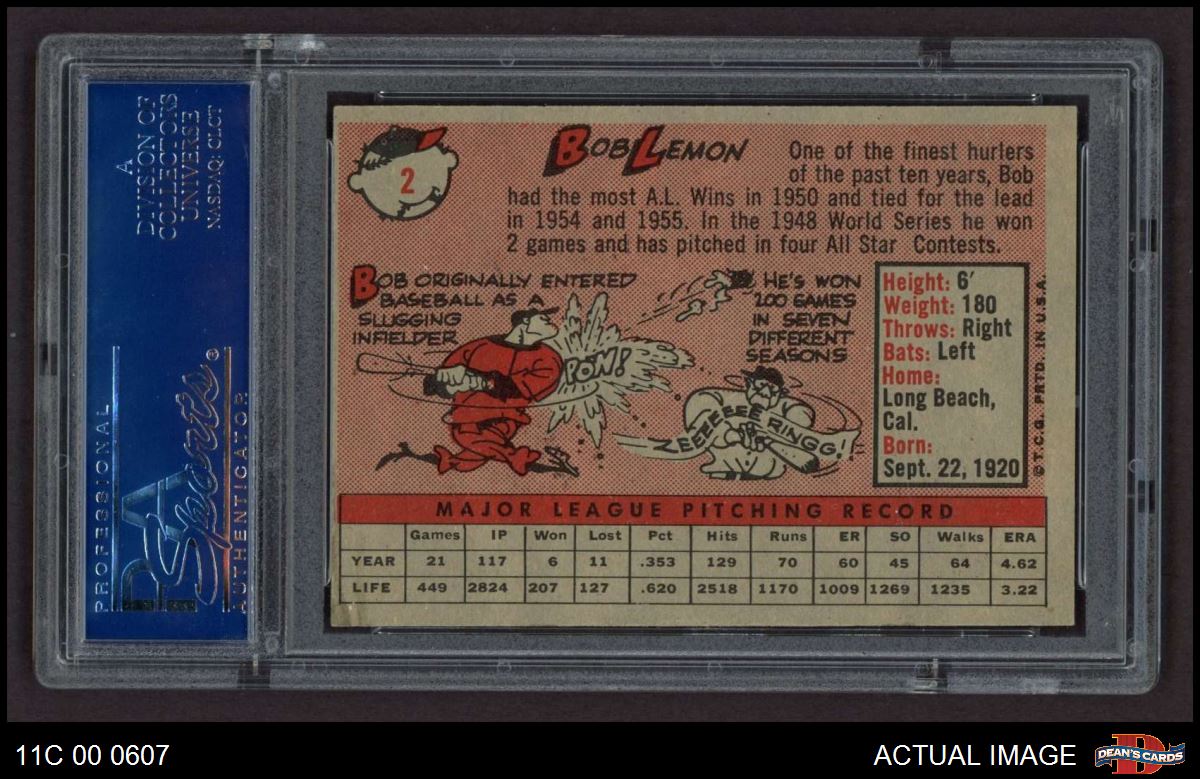 A
DIVISION OF
COLLECTORS
UNIVERSE
NASDAQ: CLCT
PROFESSIONAL
PSA
Sports®
AUTHENTICATOR
2
BOB LEMON
One of the finest hurlers
of the past ten years, Bob
had the most A.L. Wins in 1950 and tied for the lead
in 1954 and 1955. In the 1948 World Series he won
2 games and has pitched in four All Star Contests.
BOB ORIGINALLY ENTERED
BASEBALL AS A
SLUGGING
INFIELDER
POW!
HE'S WON
200 GAMES
IN SEVEN
DIFFERENT
SEASONS
ZEEEEEEE RINGG!
Height: 6'
Weight: 180
Throws: Right
Bats: Left
Home:
Long Beach,
Cal.
Born:
Sept. 22, 1920
©T.C.G. PRTD. IN U.S.A.
MAJOR LEAGUE PITCHING RECORD
Games IP Won Lost Pct Hits Runs ER SO Walks ERA
YEAR 21 117 6 11 .353 129 70 60 45 64 4.62
LIFE 449 2824 207 127 .620 2518 1170 1009 1269 1235 3.22
11C 00 0607
ACTUAL IMAGE
D
DEAN'S CARDS